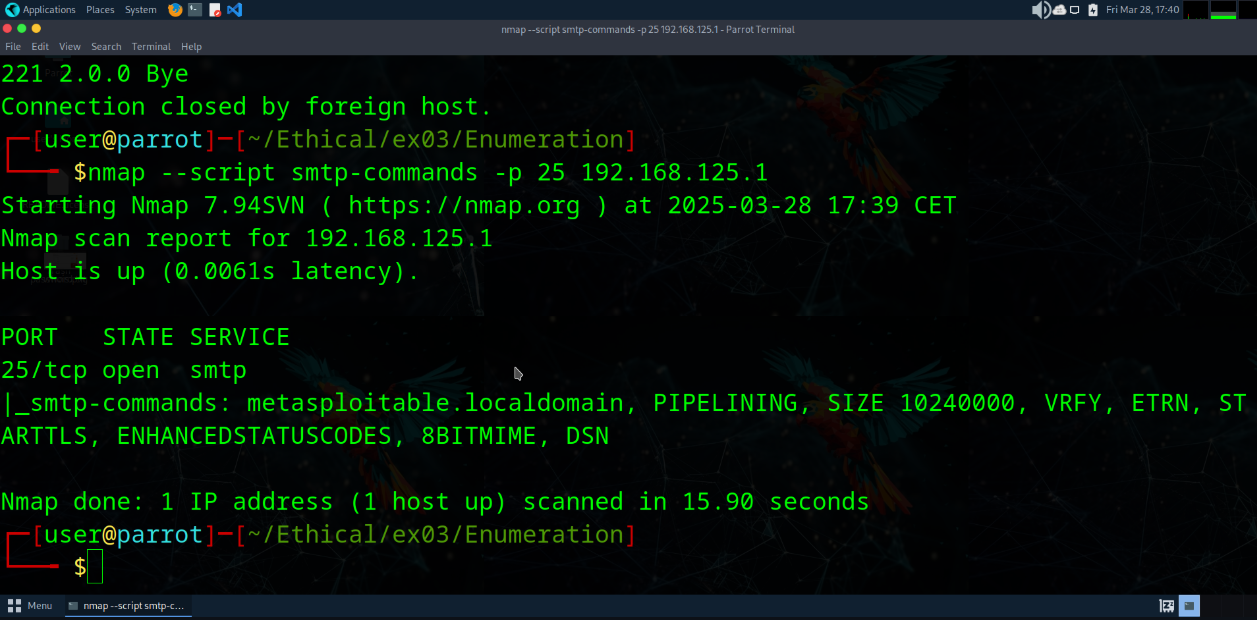 Applications Places System Fri Mar 28, 17:40
nmap --script smtp-commands -p 25 192.168.125.1 - Parrot Terminal
File Edit View Search Terminal Help
221 2.0.0 Bye
Connection closed by foreign host.
┌─[user@parrot]─[~/Ethical/ex03/Enumeration]
└──╼ $nmap --script smtp-commands -p 25 192.168.125.1
Starting Nmap 7.94SVN ( https://nmap.org ) at 2025-03-28 17:39 CET
Nmap scan report for 192.168.125.1
Host is up (0.0061s latency).
PORT   STATE SERVICE
25/tcp open  smtp
|_smtp-commands: metasploitable.localdomain, PIPELINING, SIZE 10240000, VRFY, ETRN, ST
ARTTLS, ENHANCEDSTATUSCODES, 8BITMIME, DSN
Nmap done: 1 IP address (1 host up) scanned in 15.90 seconds
┌─[user@parrot]─[~/Ethical/ex03/Enumeration]
└──╼ $
Menu nmap --script smtp-c...